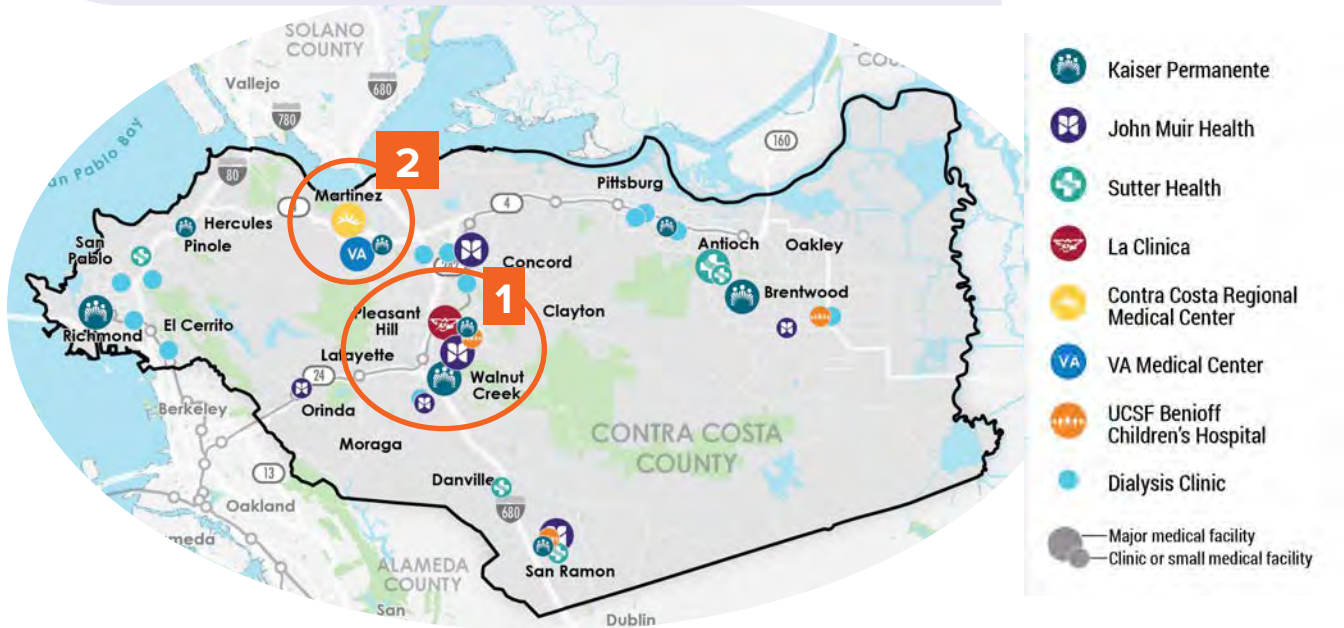 SOLANO
COUNTY
Vallejo
680
780
160
80
2
Martinez
Pittsburg
4
Hercules
Pinole
San
Pablo
VA
Antioch
Oakley
Concord
1
Brentwood
Clayton
Pleasant
Hill
El Cerrito
Richmond
Lafayette
24
Walnut
Creek
Orinda
Berkeley
Moraga
CONTRA COSTA
COUNTY
13
Danville
680
Oakland
ALAMEDA
COUNTY
San Ramon
San
Dublin
Kaiser Permanente
John Muir Health
Sutter Health
La Clinica
Contra Costa Regional
Medical Center
VA
VA Medical Center
UCSF Benioff
Children's Hospital
Dialysis Clinic
Major medical facility
Clinic or small medical facility